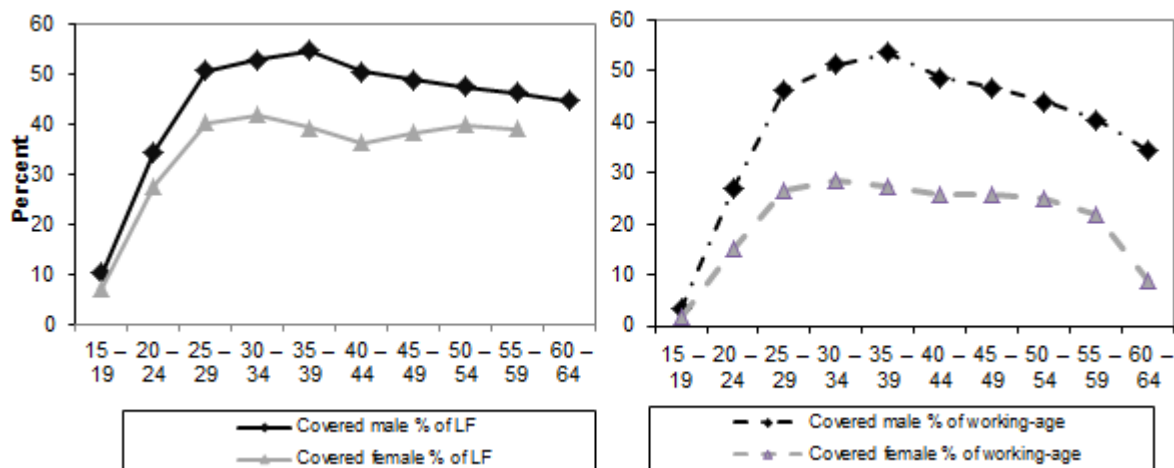 60
50
40
30
20
10
0
Percent
15 – 20 – 25 – 30 – 35 – 40 – 45 – 50 – 55 – 60 –
19 24 29 34 39 44 49 54 59 64
Covered male % of LF
Covered female % of LF
60
50
40
30
20
10
0
15 – 20 – 25 – 30 – 35 – 40 – 45 – 50 – 55 – 60 –
19 24 29 34 39 44 49 54 59 64
Covered male % of working-age
Covered female % of working-age